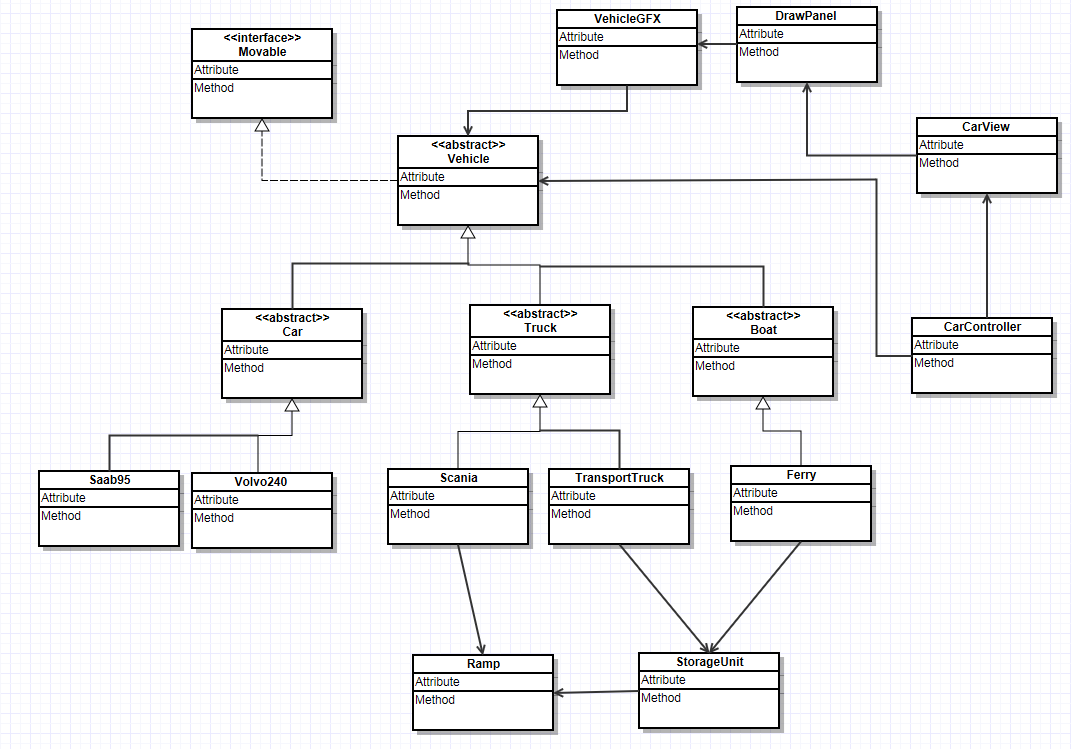 <<interface>>
Movable
Attribute
Method
VehicleGFX
Attribute
Method
DrawPanel
Attribute
Method
CarView
Attribute
Method
<<abstract>>
Vehicle
Attribute
Method
<<abstract>>
Car
Attribute
Method
<<abstract>>
Truck
Attribute
Method
<<abstract>>
Boat
Attribute
Method
CarController
Attribute
Method
Saab95
Attribute
Method
Volvo240
Attribute
Method
Scania
Attribute
Method
TransportTruck
Attribute
Method
Ferry
Attribute
Method
Ramp
Attribute
Method
StorageUnit
Attribute
Method